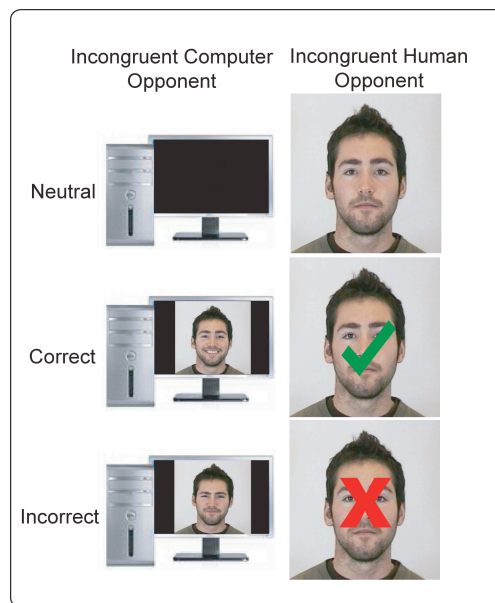 Incongruent Computer
Opponent
Incongruent Human
Opponent
Neutral
Correct
Incorrect